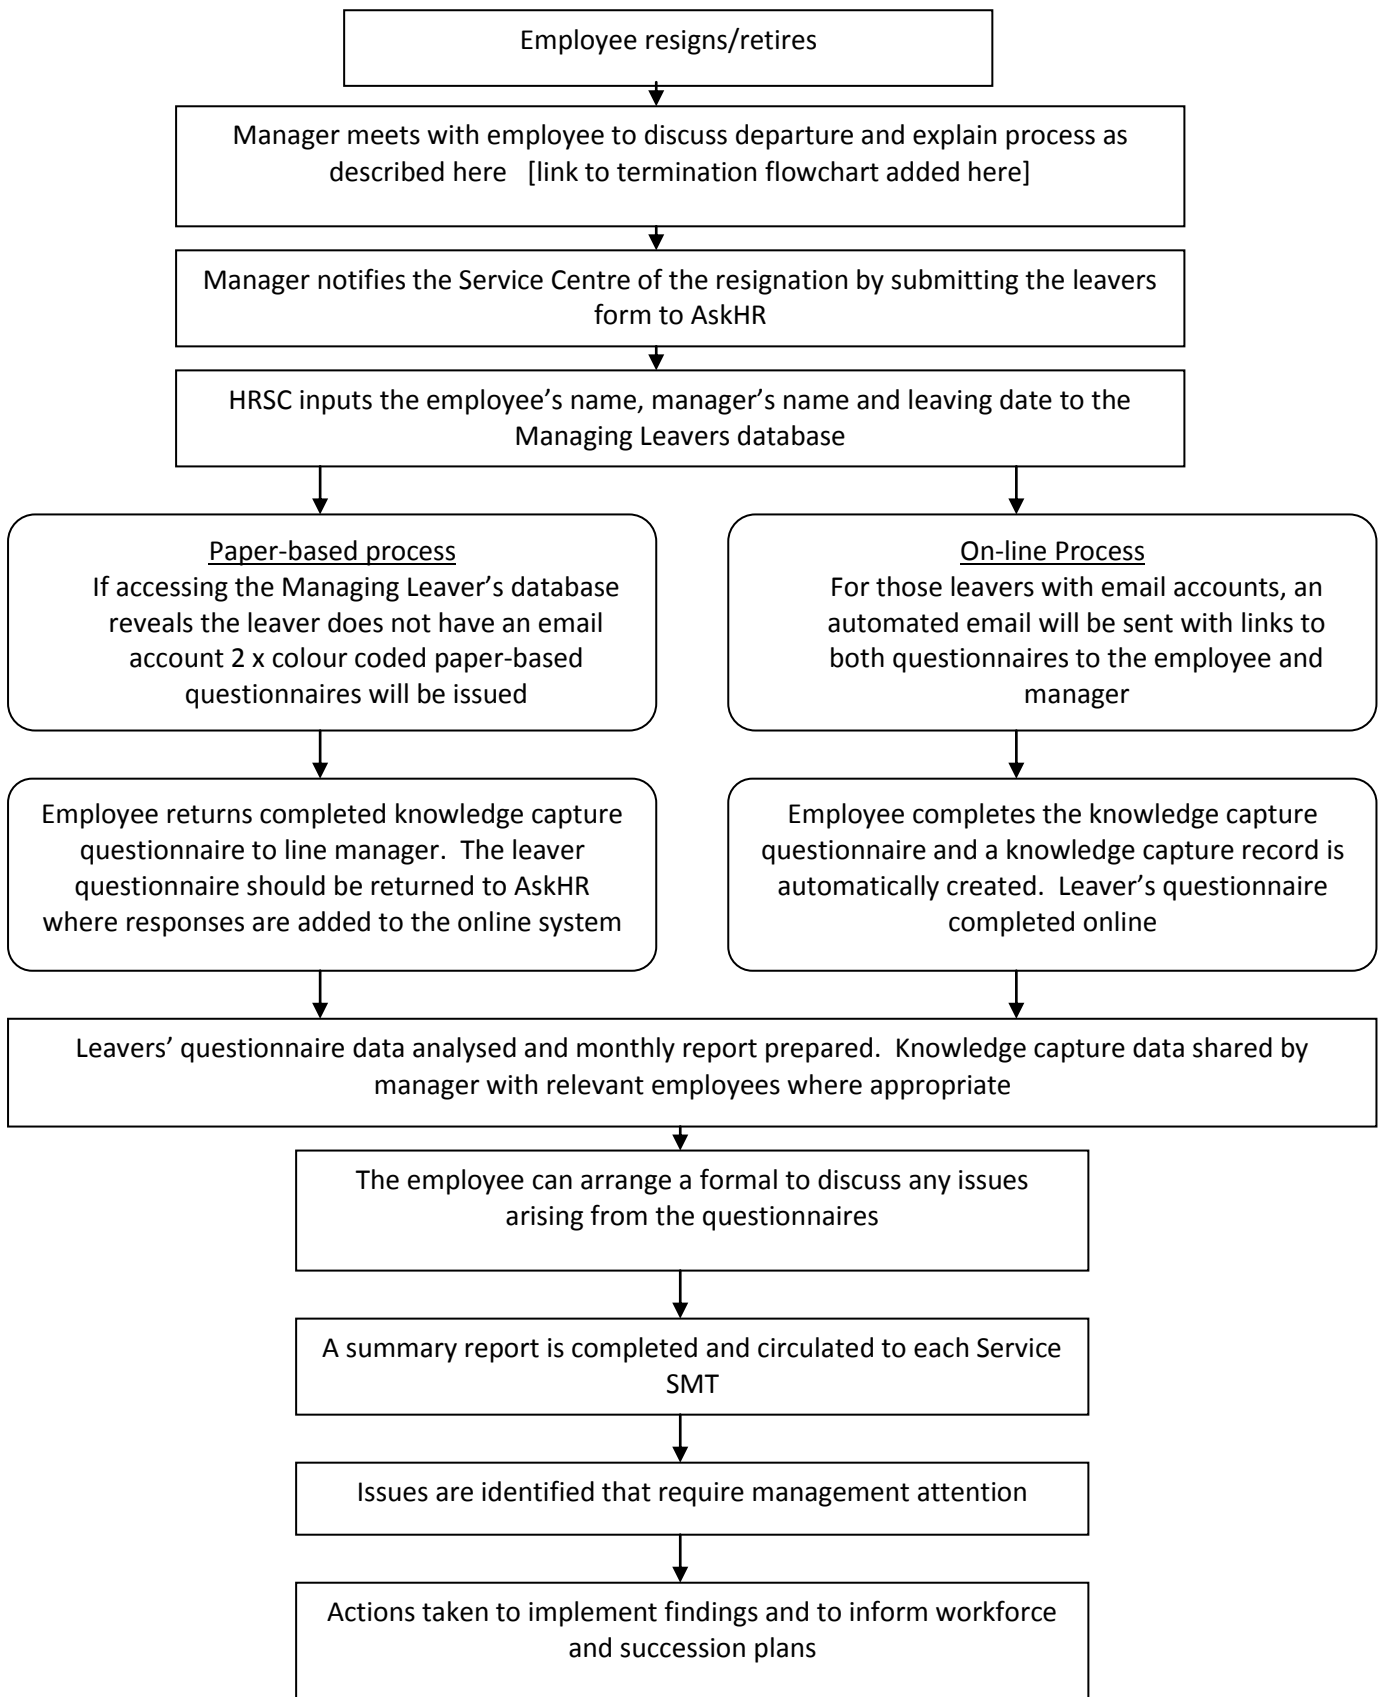 Employee resigns/retires
Manager meets with employee to discuss departure and explain process as
described here   [link to termination flowchart added here]
Manager notifies the Service Centre of the resignation by submitting the leavers
form to AskHR
HRSC inputs the employee’s name, manager’s name and leaving date to the
Managing Leavers database
Paper-based process
If accessing the Managing Leaver’s database
reveals the leaver does not have an email
account 2 x colour coded paper-based
questionnaires will be issued
On-line Process
For those leavers with email accounts, an
automated email will be sent with links to
both questionnaires to the employee and
manager
Employee returns completed knowledge capture
questionnaire to line manager.  The leaver
questionnaire should be returned to AskHR
where responses are added to the online system
Employee completes the knowledge capture
questionnaire and a knowledge capture record is
automatically created.  Leaver’s questionnaire
completed online
Leavers’ questionnaire data analysed and monthly report prepared.  Knowledge capture data shared by
manager with relevant employees where appropriate
The employee can arrange a formal to discuss any issues
arising from the questionnaires
A summary report is completed and circulated to each Service
SMT
Issues are identified that require management attention
Actions taken to implement findings and to inform workforce
and succession plans